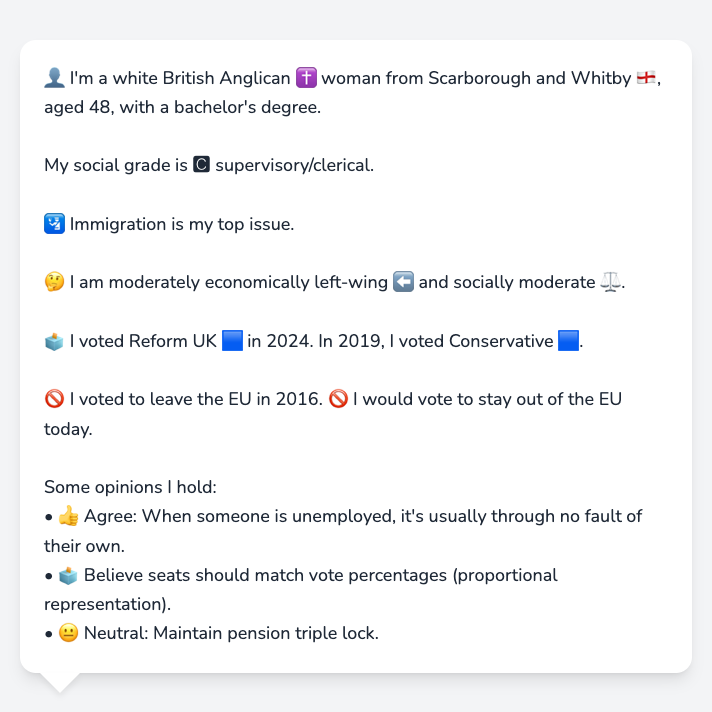 👤 I'm a white British Anglican ✝️ woman from Scarborough and Whitby 🏴󠁧󠁢󠁥󠁮󠁧󠁿,
aged 48, with a bachelor's degree.
My social grade is 🅲 supervisory/clerical.
🛂 Immigration is my top issue.
🤔 I am moderately economically left-wing ⬅️ and socially moderate ⚖️.
🗳️ I voted Reform UK 🟦 in 2024. In 2019, I voted Conservative 🟦.
🚫 I voted to leave the EU in 2016. 🚫 I would vote to stay out of the EU
today.
Some opinions I hold:
• 👍 Agree: When someone is unemployed, it's usually through no fault of
their own.
• 🗳️ Believe seats should match vote percentages (proportional
representation).
• 😐 Neutral: Maintain pension triple lock.